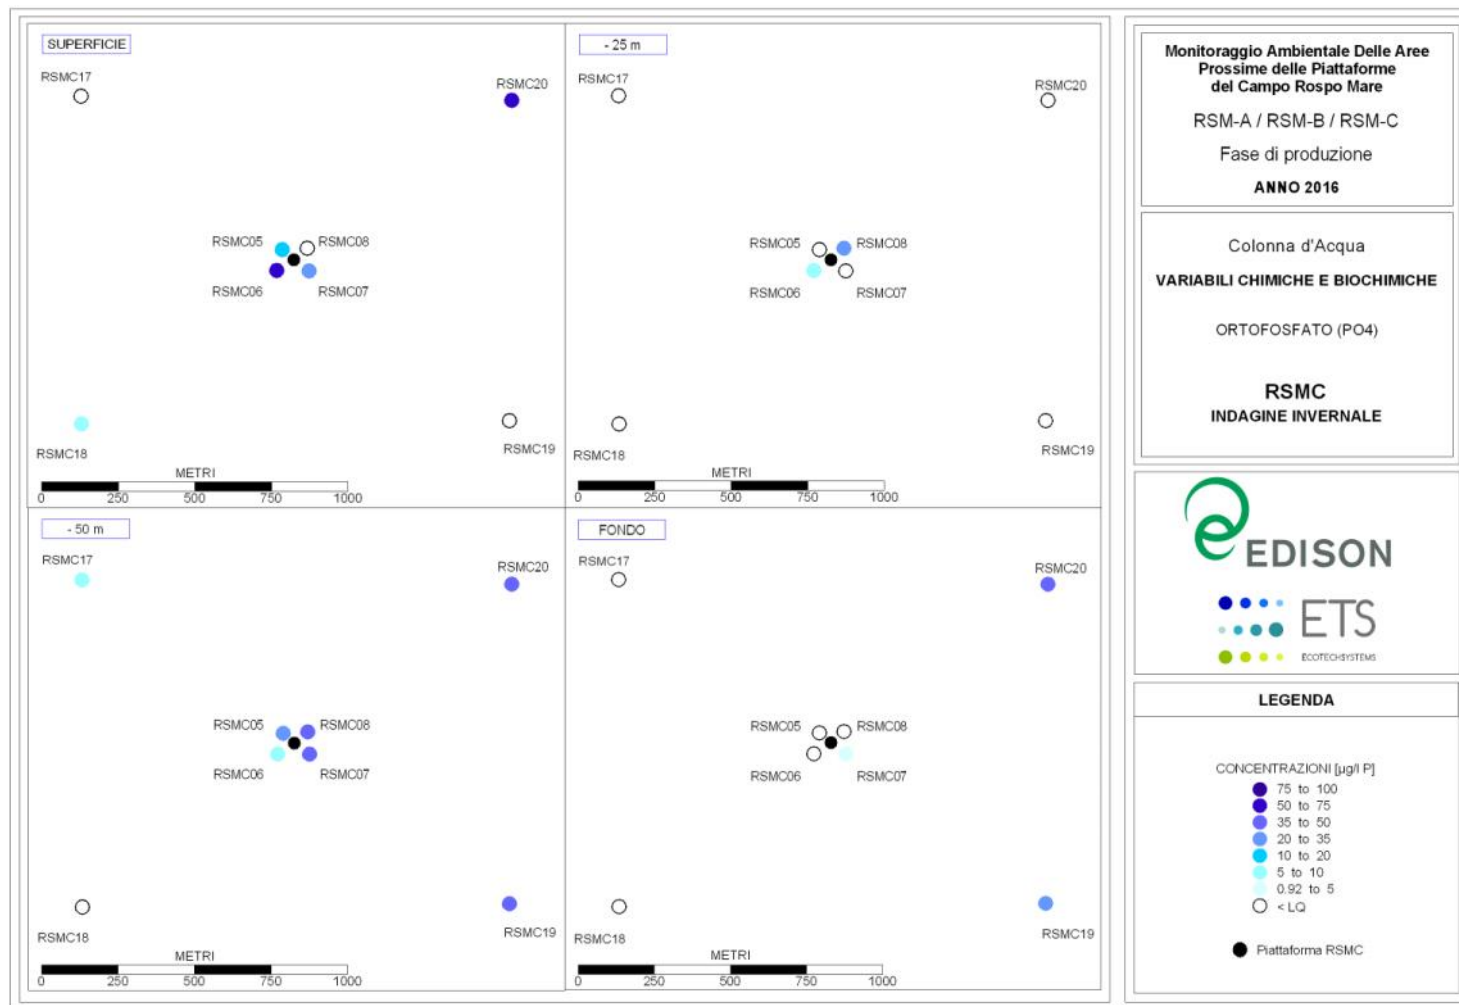 SUPERFICIE
RSMC17
RSMC20
RSMC05
RSMC08
RSMC06
RSMC07
RSMC18
RSMC19
METRI
0 250 500 750 1000
- 25 m
RSMC17
RSMC20
RSMC05
RSMC08
RSMC06
RSMC07
RSMC18
RSMC19
METRI
0 250 500 750 1000
- 50 m
RSMC17
RSMC20
RSMC05
RSMC08
RSMC06
RSMC07
RSMC18
RSMC19
METRI
0 250 500 750 1000
FONDO
RSMC17
RSMC20
RSMC05
RSMC08
RSMC06
RSMC07
RSMC18
RSMC19
METRI
0 250 500 750 1000
Monitoraggio Ambientale Delle Aree
Prossime delle Piattaforme
del Campo Rospo Mare
RSM-A / RSM-B / RSM-C
Fase di produzione
ANNO 2016
Colonna d'Acqua
VARIABILI CHIMICHE E BIOCHIMICHE
ORTOFOSFATO (PO4)
RSMC
INDAGINE INVERNALE
EDISON
ETS
ECOTECHSYSTEMS
LEGENDA
CONCENTRAZIONI [µg/l P]
75 to 100
50 to 75
35 to 50
20 to 35
10 to 20
5 to 10
0.92 to 5
< LQ
Piattaforma RSMC